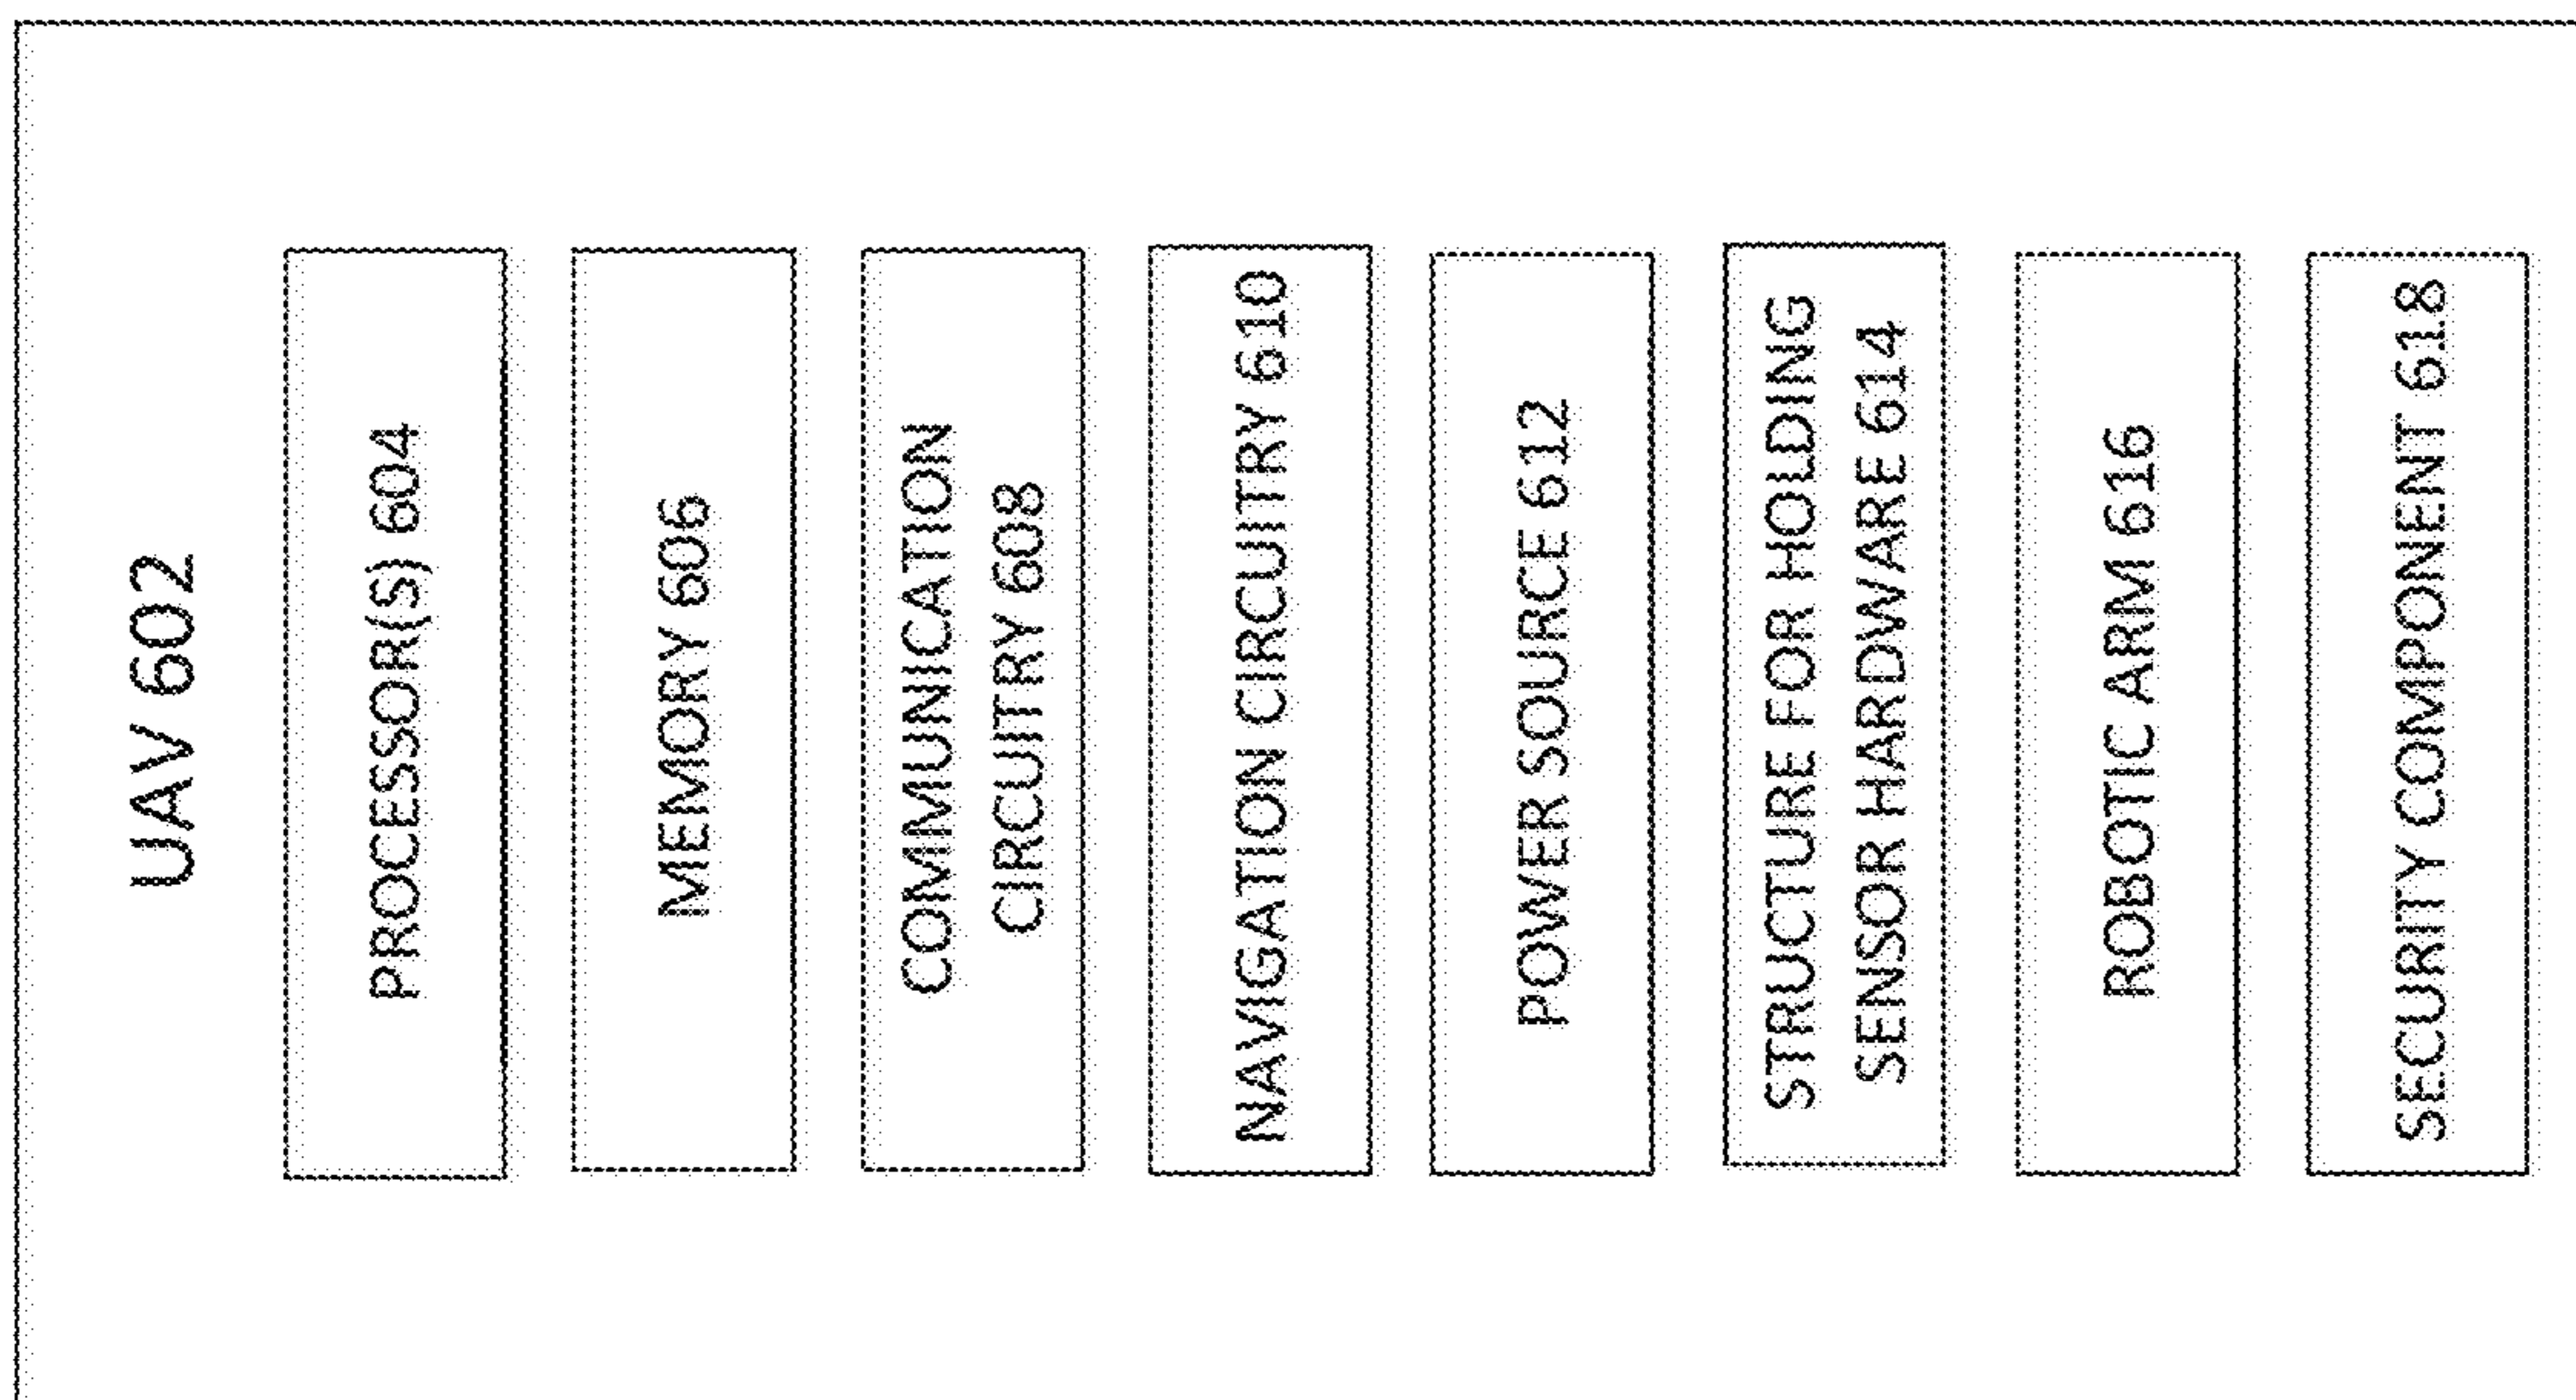 UAV 602
PROCESSOR(S) 604
MEMORY 606
COMMUNICATION
CIRCUITRY 608
NAVIGATION CIRCUITRY 610
POWER SOURCE 612
STRUCTURE FOR HOLDING
SENSOR HARDWARE 614
ROBOTIC ARM 616
SECURITY COMPONENT 618